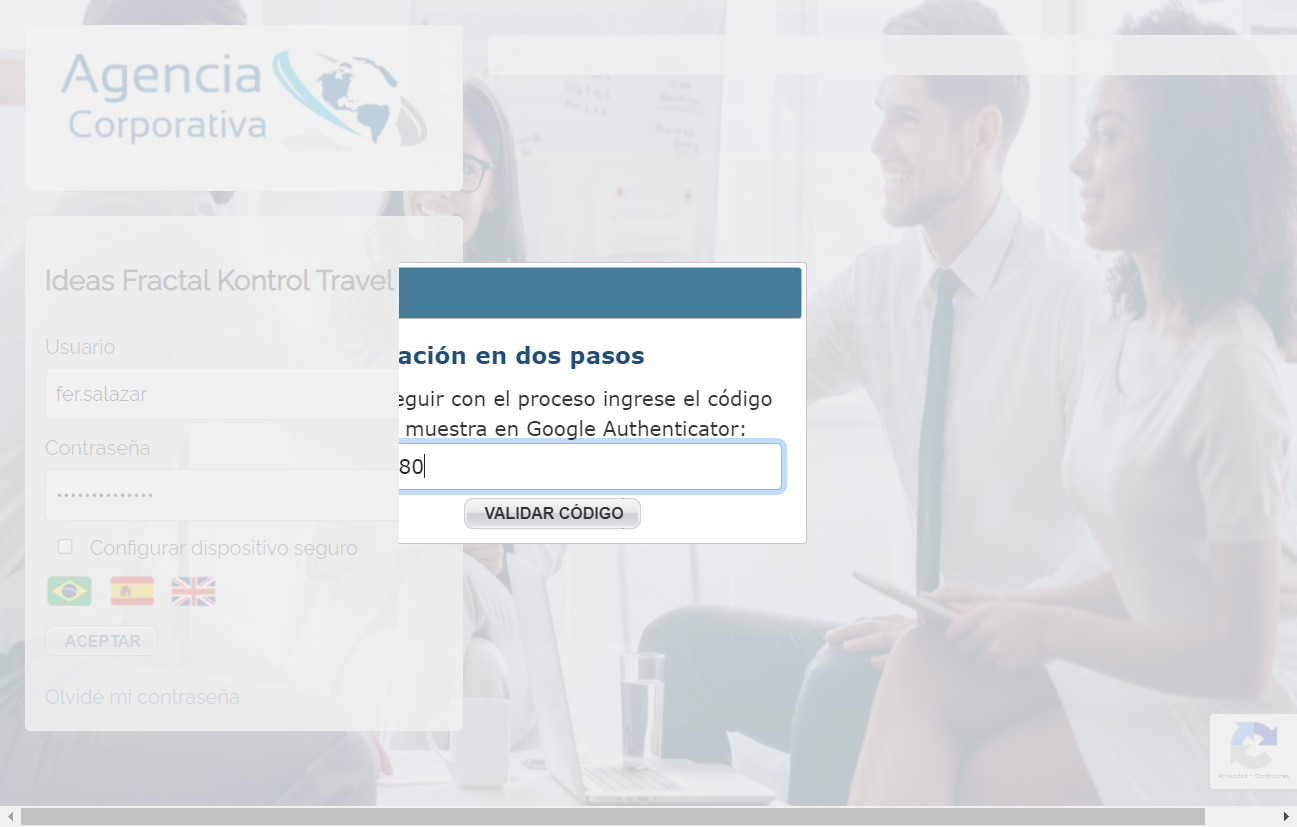 Agencia
Corporativa
Ideas Fractal Kontrol Travel
Usuario
fer.salazar
Contraseña
Configurar dispositivo seguro
ACEPTAR
Olvidé mi contraseña
ación en dos pasos
eguir con el proceso ingrese el código
muestra en Google Authenticator:
80
VALIDAR CÓDIGO
Privacidad - Condiciones